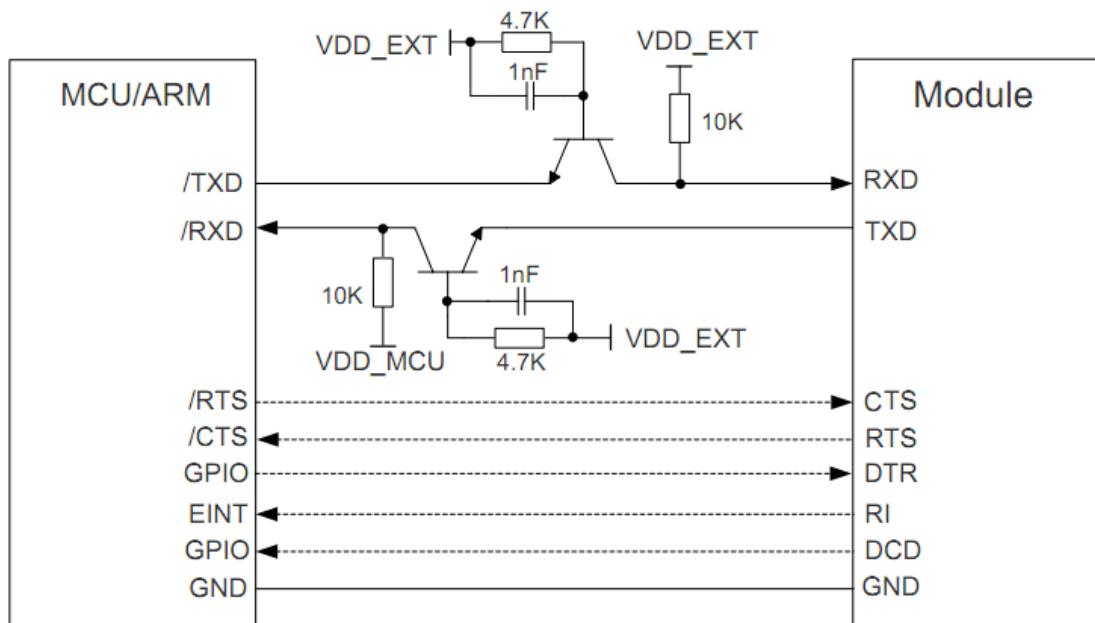 4.7K
VDD_EXT
VDD_EXT
1nF
MCU/ARM
Module
10K
/TXD
RXD
/RXD
TXD
1nF
10K
VDD_EXT
4.7K
VDD_MCU
/RTS
CTS
/CTS
RTS
GPIO
DTR
EINT
RI
GPIO
DCD
GND
GND